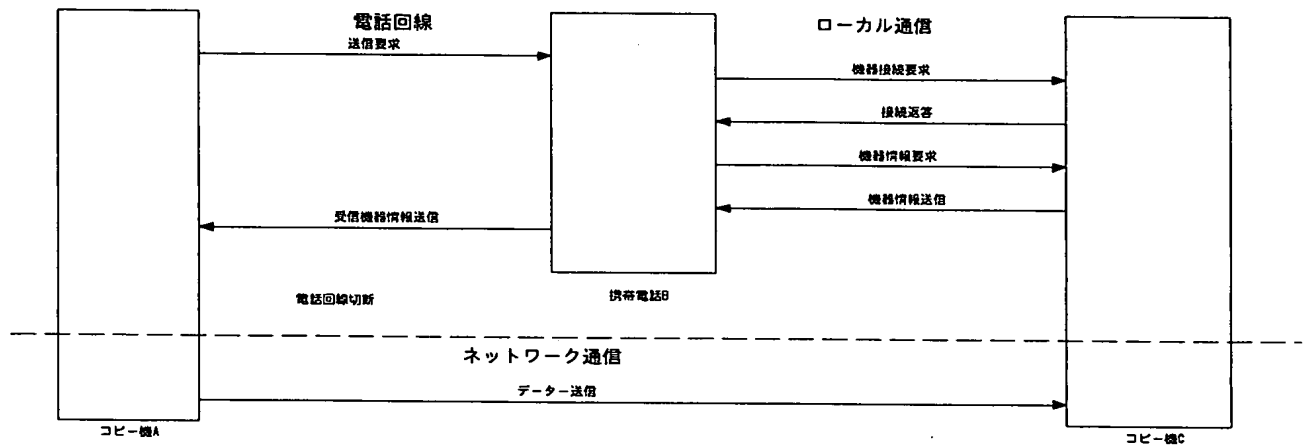 電話回線
ローカル通信
送信要求
機器接続要求
接続返答
機器情報要求
機器情報送信
受信機器情報送信
電話回線切断
携帯電話B
ネットワーク通信
データー送信
コピー機A
コピー機C